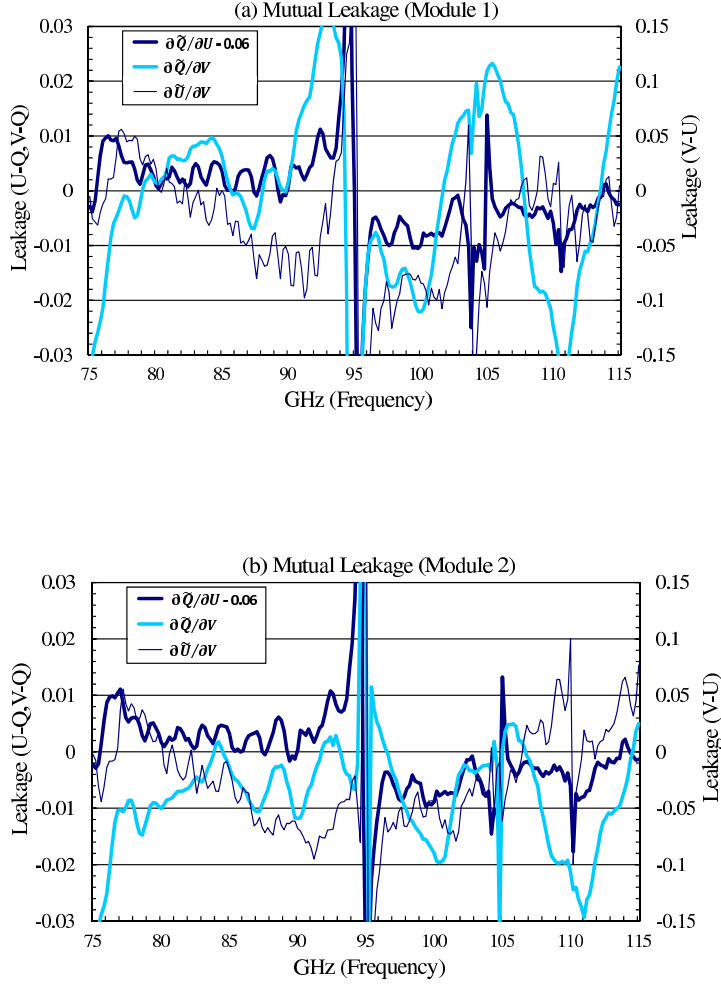 (a) Mutual Leakage (Module 1)
0.03
0.02
0.01
0
-0.01
-0.02
-0.03
Leakage (U-Q,V-Q)
∂Q̃/∂U - 0.06
∂Q̃/∂V
∂Ũ/∂V
0.15
0.1
0.05
0
-0.05
-0.1
-0.15
Leakage (V-U)
75 80 85 90 95 100 105 110 115
GHz (Frequency)
(b) Mutual Leakage (Module 2)
0.03
0.02
0.01
0
-0.01
-0.02
-0.03
Leakage (U-Q,V-Q)
∂Q̃/∂U - 0.06
∂Q̃/∂V
∂Ũ/∂V
0.15
0.1
0.05
0
-0.05
-0.1
-0.15
Leakage (V-U)
75 80 85 90 95 100 105 110 115
GHz (Frequency)